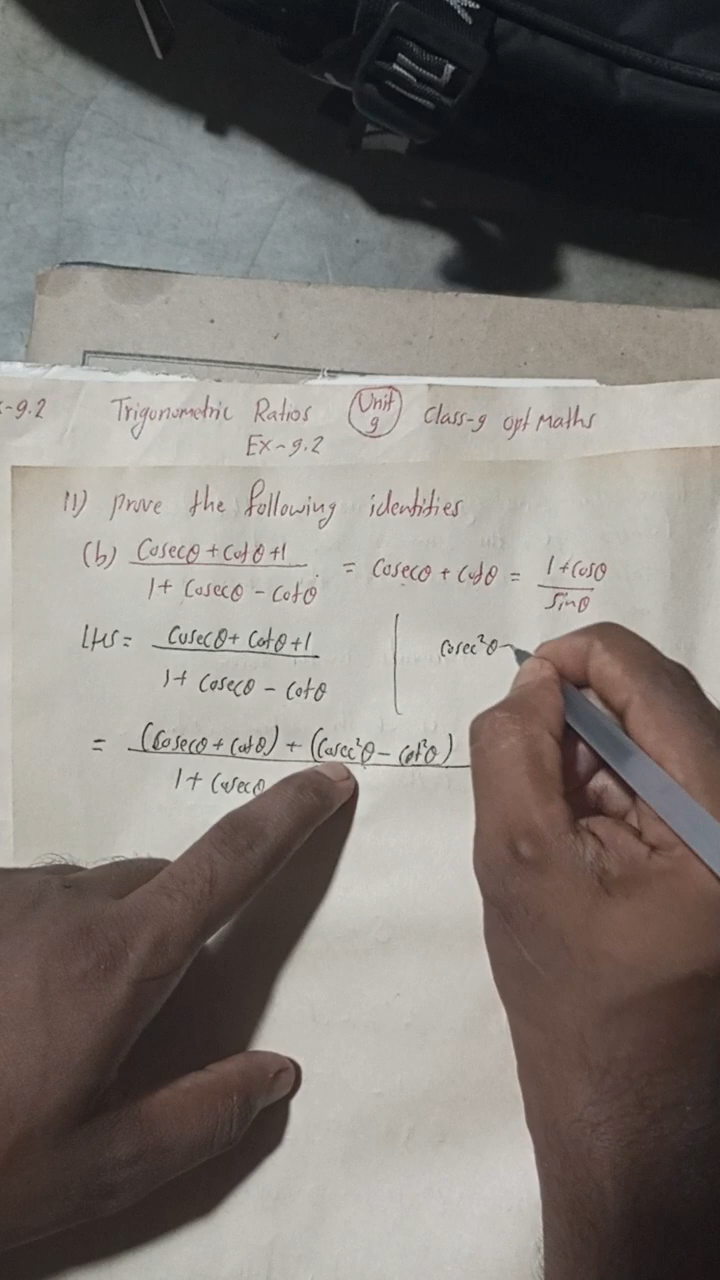 -9.2 Trigonometric Ratios Unit 9 Class-9 opt Maths
Ex-9.2
11) prove the following identities
(b) Cosecθ + Cotθ + 1 / 1 + Cosecθ - Cotθ = Cosecθ + Cotθ = 1 + Cosθ / Sinθ
LHS = Cosecθ + Cotθ + 1 / 1 + Cosecθ - Cotθ | Cosec²θ -
= (Cosecθ + Cotθ) + (Cosec²θ - Cot²θ) / 1 + Cosecθ